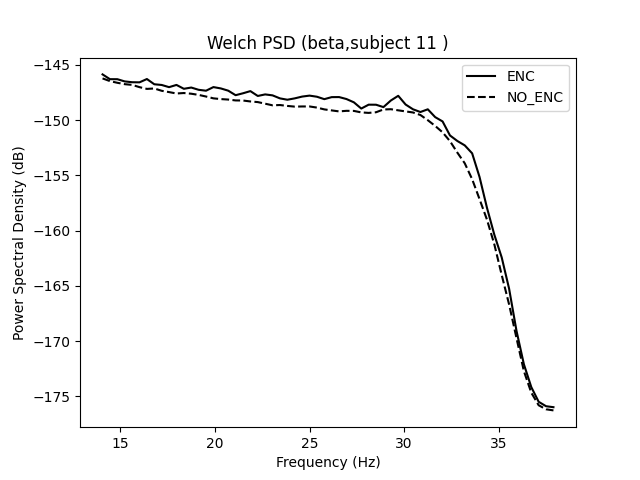 Welch PSD (beta,subject 11 )
ENC
NO_ENC
Power Spectral Density (dB)
−145
−150
−155
−160
−165
−170
−175
15 20 25 30 35
Frequency (Hz)